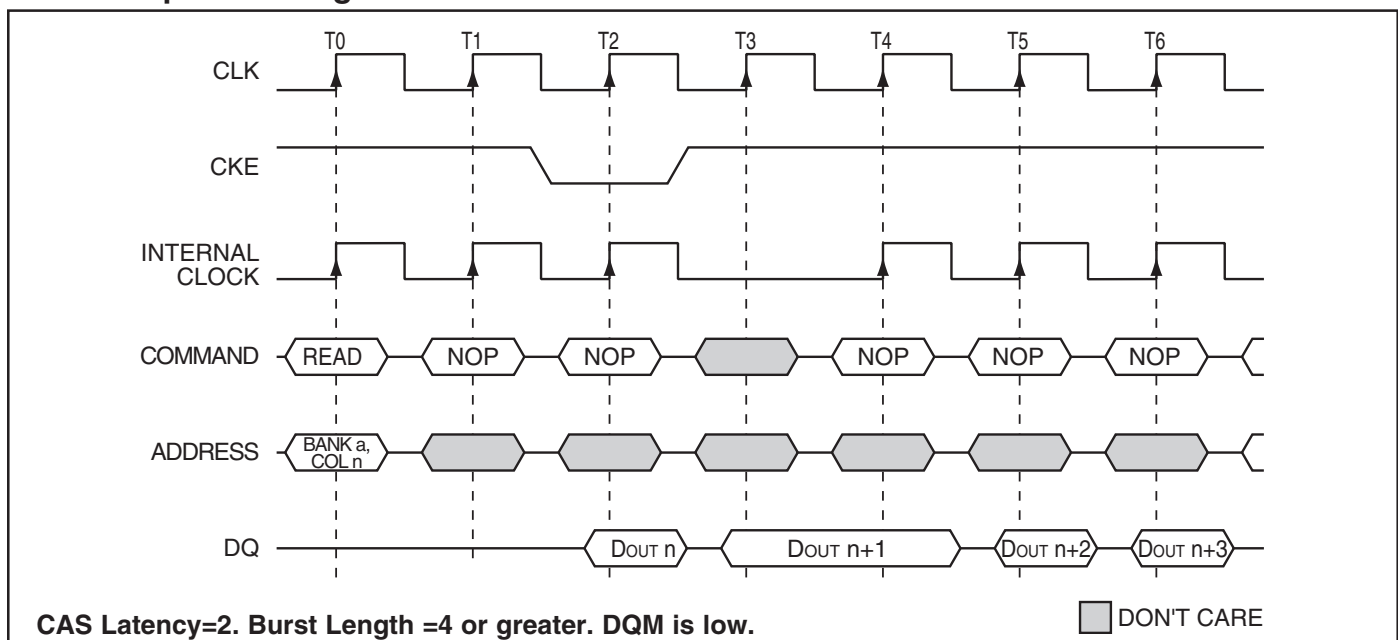 T0 T1 T2 T3 T4 T5 T6
CLK
CKE
INTERNAL
CLOCK
COMMAND READ NOP NOP NOP NOP NOP
ADDRESS BANK a,
COL n
DQ DOUT n DOUT n+1 DOUT n+2 DOUT n+3
CAS Latency=2. Burst Length =4 or greater. DQM is low.
DON'T CARE